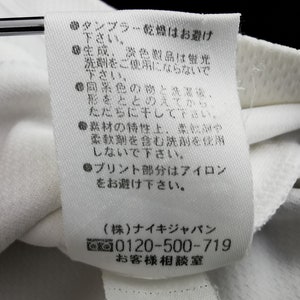 ●タンブラー乾燥はお避け
下さい。
●生成、淡色製品は蛍光
洗剤をご使用にならないで
下さい。
●同系色の物と洗濯後、
形をととのえてから、
ただちに干して下さい。
●素材の特性上、柔軟剤や
柔軟剤を含む洗剤を使用
しないで下さい。
●プリント部分はアイロン
をお避け下さい。
(株)ナイキジャパン
0120-500-719
お客様相談室